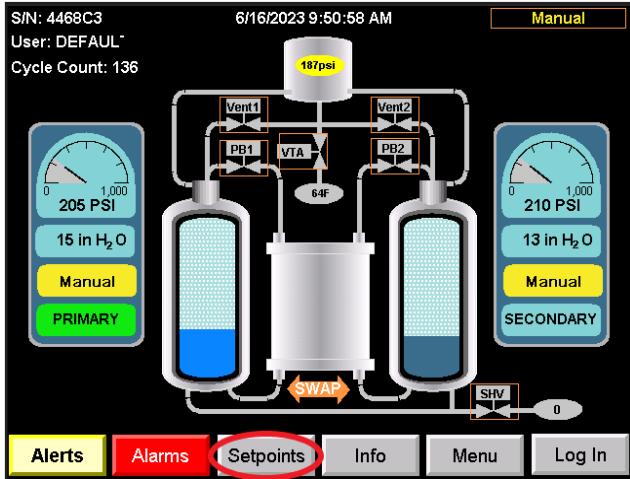 S/N: 4468C3
6/16/2023 9:50:58 AM
Manual
User: DEFAUL
Cycle Count: 136
187psi
Vent1
Vent2
PB1
VTA
PB2
64F
0 1,000
205 PSI
15 in H2O
Manual
PRIMARY
0 1,000
210 PSI
13 in H2O
Manual
SECONDARY
SWAP
SHV
0
Alerts
Alarms
Setpoints
Info
Menu
Log In